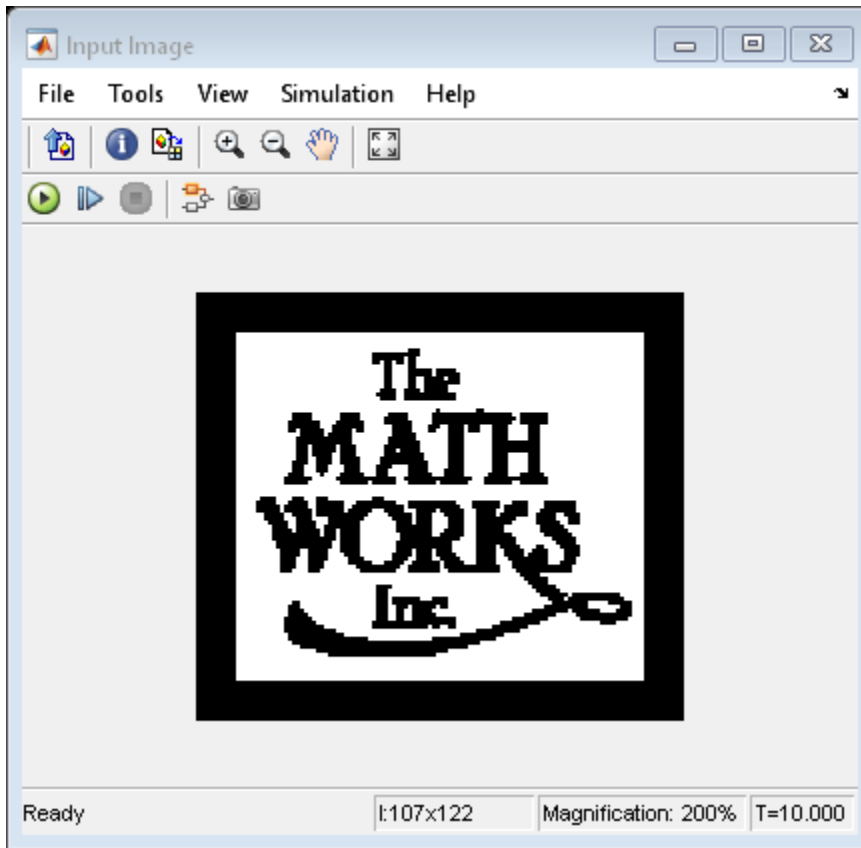 Input Image
File Tools View Simulation Help
The
MATH
WORKS
Inc.
Ready I:107x122 Magnification: 200% T=10.000